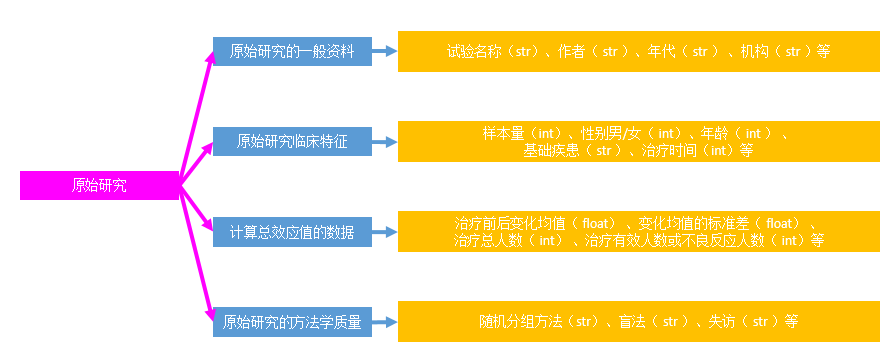 原始研究的一般资料
试验名称（str）、作者（ str ）、年代（ str ） 、机构（ str ）等
原始研究临床特征
样本量（int）、性别男/女（ int ）、年龄（ int ） 、
基础疾患（ str ）、治疗时间（int）等
原始研究
计算总效应值的数据
治疗前后变化均值（ float） 、变化均值的标准差（ float） 、
治疗总人数（ int） 、治疗有效人数或不良反应人数（ int）等
原始研究的方法学质量
随机分组方法（str）、盲法（ str ）、失访（ str ）等